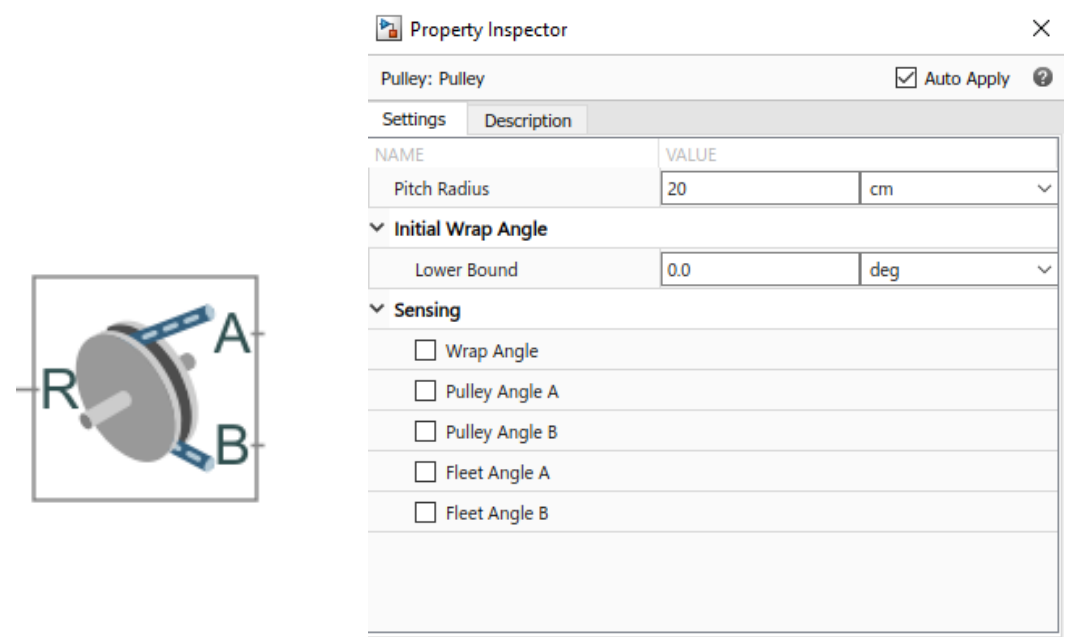 Property Inspector
Pulley: Pulley Auto Apply ?
Settings Description
NAME VALUE
Pitch Radius 20 cm
Initial Wrap Angle
Lower Bound 0.0 deg
Sensing
Wrap Angle
Pulley Angle A
Pulley Angle B
Fleet Angle A
Fleet Angle B
A
R
B